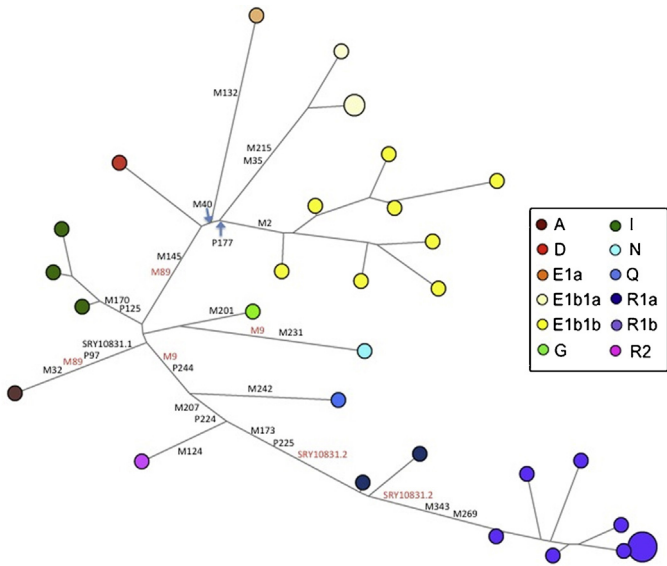 M132
M215
M35
M40
M2
P177
M145
M89
M170
P125
M201
M9
M231
SRY10831.1
M89
P97
M32
M9
P244
M242
M207
P224
M173
P225
M124
SRY10831.2
SRY10831.2
M343
M269
A
D
E1a
E1b1a
E1b1b
G
I
N
Q
R1a
R1b
R2